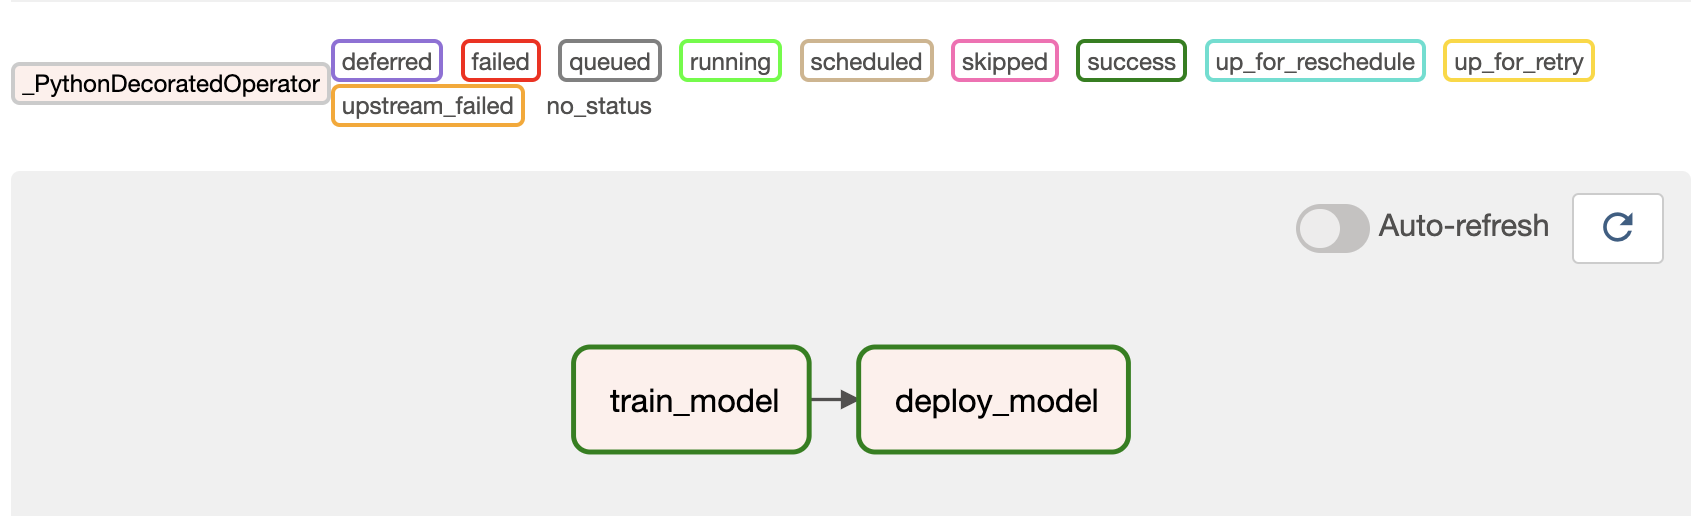 _PythonDecoratedOperator
deferred failed queued running scheduled skipped success up_for_reschedule up_for_retry
upstream_failed no_status
Auto-refresh
train_model deploy_model